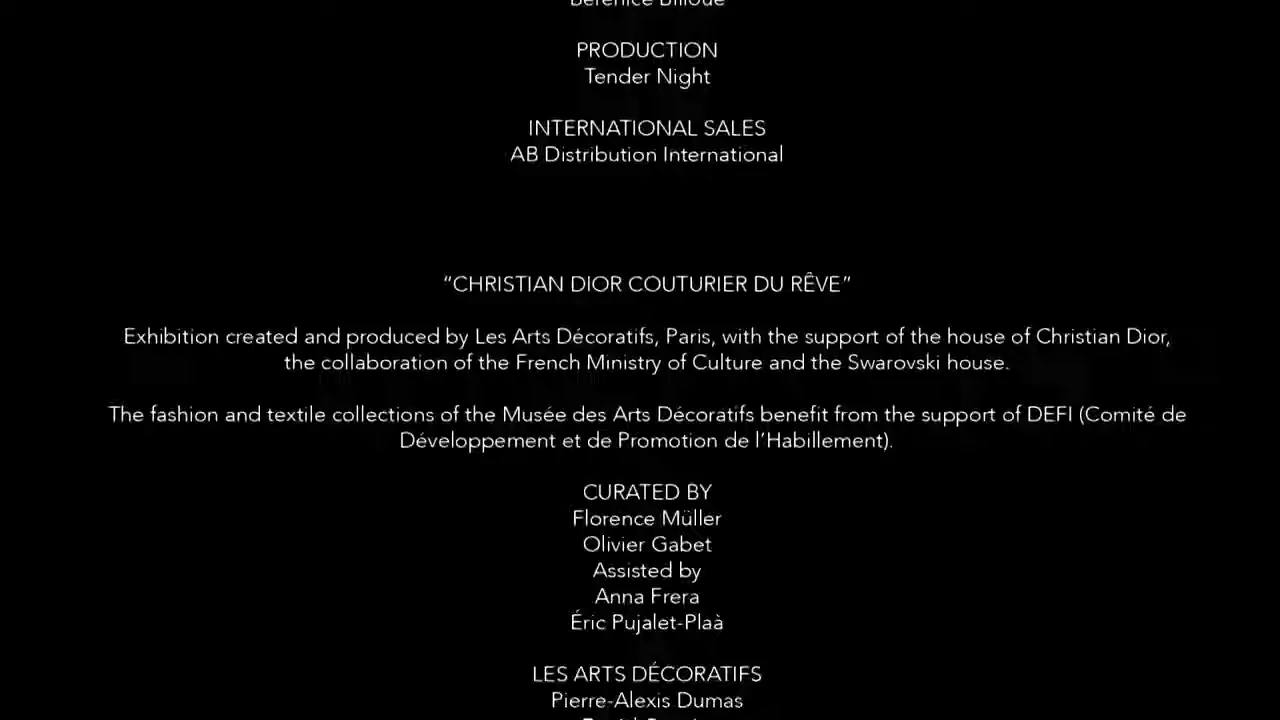 PRODUCTION
Tender Night
INTERNATIONAL SALES
AB Distribution International
“CHRISTIAN DIOR COUTURIER DU RÊVE”
Exhibition created and produced by Les Arts Décoratifs, Paris, with the support of the house of Christian Dior,
the collaboration of the French Ministry of Culture and the Swarovski house.
The fashion and textile collections of the Musée des Arts Décoratifs benefit from the support of DEFI (Comité de
Développement et de Promotion de l’Habillement).
CURATED BY
Florence Müller
Olivier Gabet
Assisted by
Anna Frera
Éric Pujalet-Plaà
LES ARTS DÉCORATIFS
Pierre-Alexis Dumas